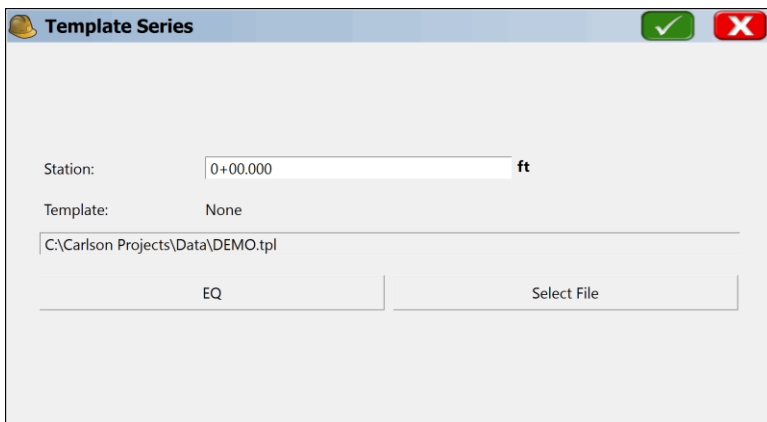 Template Series
Station: 0+00.000 ft
Template: None
C:\Carlson Projects\Data\DEMO.tpl
EQ Select File